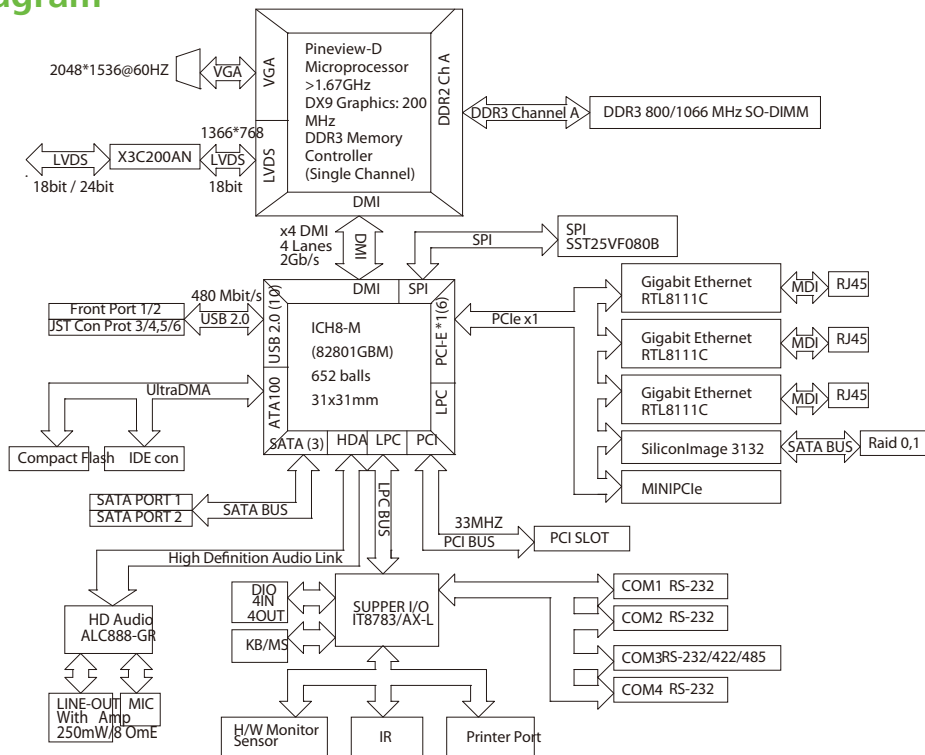 agram
2048*1536@60HZ
VGA
VGA
Pineview-D
Microprocessor
>1.67GHz
DX9 Graphics: 200
MHz
DDR3 Memory
Controller
(Single Channel)
DDR2 Ch A
DDR3 Channel A
DDR3 800/1066 MHz SO-DIMM
LVDS
18bit / 24bit
X3C200AN
1366*768
LVDS
18bit
LVDS
DMI
x4 DMI
4 Lanes
2Gb/s
DMI
SPI
SPI
SST25VF080B
DMI
SPI
Front Port 1/2
JST Con Prot 3/4,5/6
480 Mbit/s
USB 2.0
USB 2.0 (10)
ICH8-M
(82801GBM)
652 balls
31x31mm
PCI-E *1(6)
LPC
PCIe x1
Gigabit Ethernet
RTL8111C
MDI
RJ45
Gigabit Ethernet
RTL8111C
MDI
RJ45
Gigabit Ethernet
RTL8111C
MDI
RJ45
SiliconImage 3132
SATA BUS
Raid 0,1
MINIPCIe
UltraDMA
ATA100
Compact Flash
IDE con
SATA (3)
HDA
LPC
PCI
SATA PORT 1
SATA PORT 2
SATA BUS
LPC BUS
33MHZ
PCI BUS
PCI SLOT
High Definition Audio Link
HD Audio
ALC888-GR
LINE-OUT
With Amp
250mW/8 OmE
MIC
DIO
4IN
4OUT
KB/MS
SUPPER I/O
IT8783/AX-L
COM1 RS-232
COM2 RS-232
COM3RS-232/422/485
COM4 RS-232
H/W Monitor
Sensor
IR
Printer Port